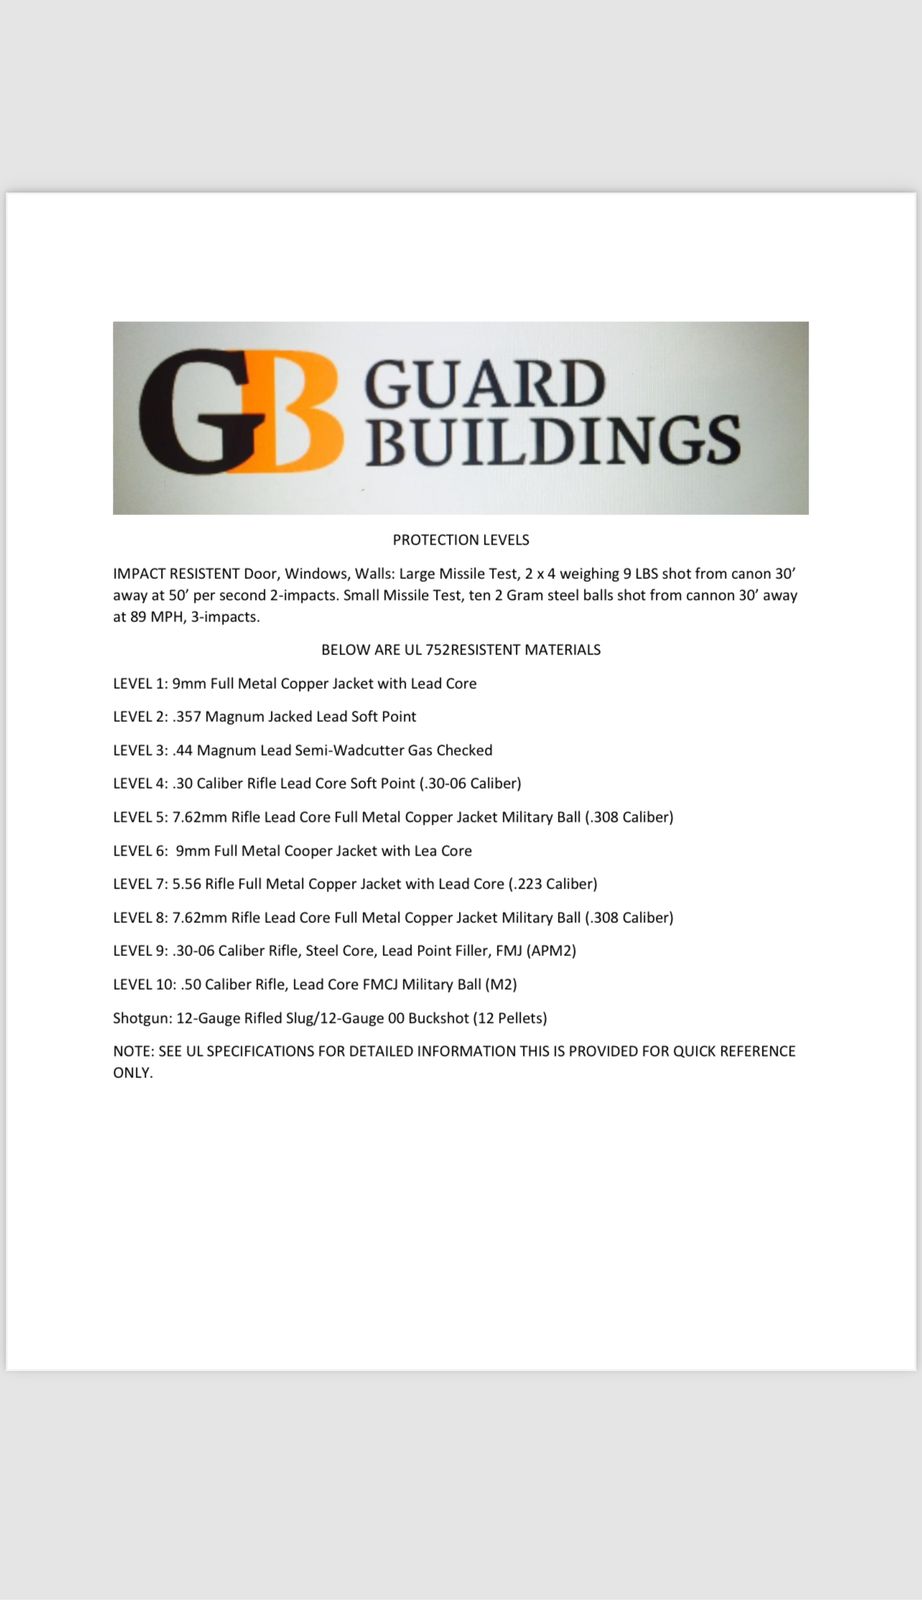 GB GUARD
BUILDINGS
PROTECTION LEVELS
IMPACT RESISTENT Door, Windows, Walls: Large Missile Test, 2 x 4 weighing 9 LBS shot from canon 30’
away at 50’ per second 2-impacts. Small Missile Test, ten 2 Gram steel balls shot from cannon 30’ away
at 89 MPH, 3-impacts.
BELOW ARE UL 752RESISTENT MATERIALS
LEVEL 1: 9mm Full Metal Copper Jacket with Lead Core
LEVEL 2: .357 Magnum Jacked Lead Soft Point
LEVEL 3: .44 Magnum Lead Semi-Wadcutter Gas Checked
LEVEL 4: .30 Caliber Rifle Lead Core Soft Point (.30-06 Caliber)
LEVEL 5: 7.62mm Rifle Lead Core Full Metal Copper Jacket Military Ball (.308 Caliber)
LEVEL 6:  9mm Full Metal Cooper Jacket with Lea Core
LEVEL 7: 5.56 Rifle Full Metal Copper Jacket with Lead Core (.223 Caliber)
LEVEL 8: 7.62mm Rifle Lead Core Full Metal Copper Jacket Military Ball (.308 Caliber)
LEVEL 9: .30-06 Caliber Rifle, Steel Core, Lead Point Filler, FMJ (APM2)
LEVEL 10: .50 Caliber Rifle, Lead Core FMCJ Military Ball (M2)
Shotgun: 12-Gauge Rifled Slug/12-Gauge 00 Buckshot (12 Pellets)
NOTE: SEE UL SPECIFICATIONS FOR DETAILED INFORMATION THIS IS PROVIDED FOR QUICK REFERENCE
ONLY.